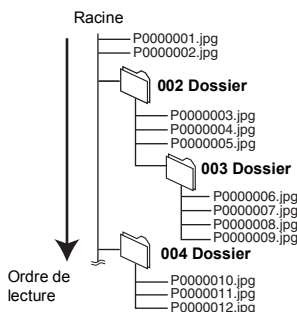 Racine
P0000001.jpg
P0000002.jpg
002 Dossier
P0000003.jpg
P0000004.jpg
P0000005.jpg
003 Dossier
P0000006.jpg
P0000007.jpg
P0000008.jpg
P0000009.jpg
004 Dossier
P0000010.jpg
P0000011.jpg
P0000012.jpg
Ordre de
lecture